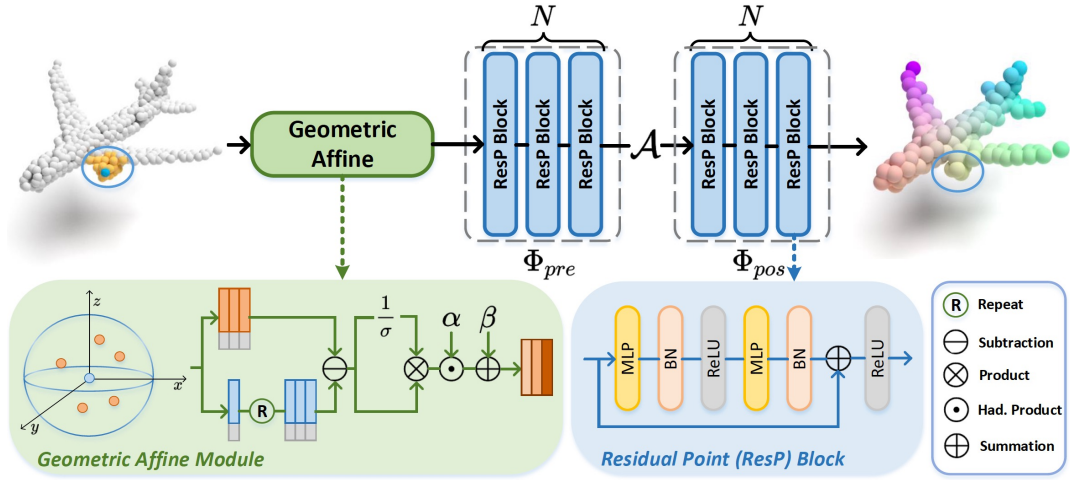 N
N
Geometric
Affine
ResP Block
ResP Block
ResP Block
𝒜
ResP Block
ResP Block
ResP Block
Φpre
Φpos
z
x
y
R
1
σ
α
β
Geometric Affine Module
MLP
BN
ReLU
MLP
BN
ReLU
Residual Point (ResP) Block
R Repeat
Subtraction
Product
Had. Product
Summation